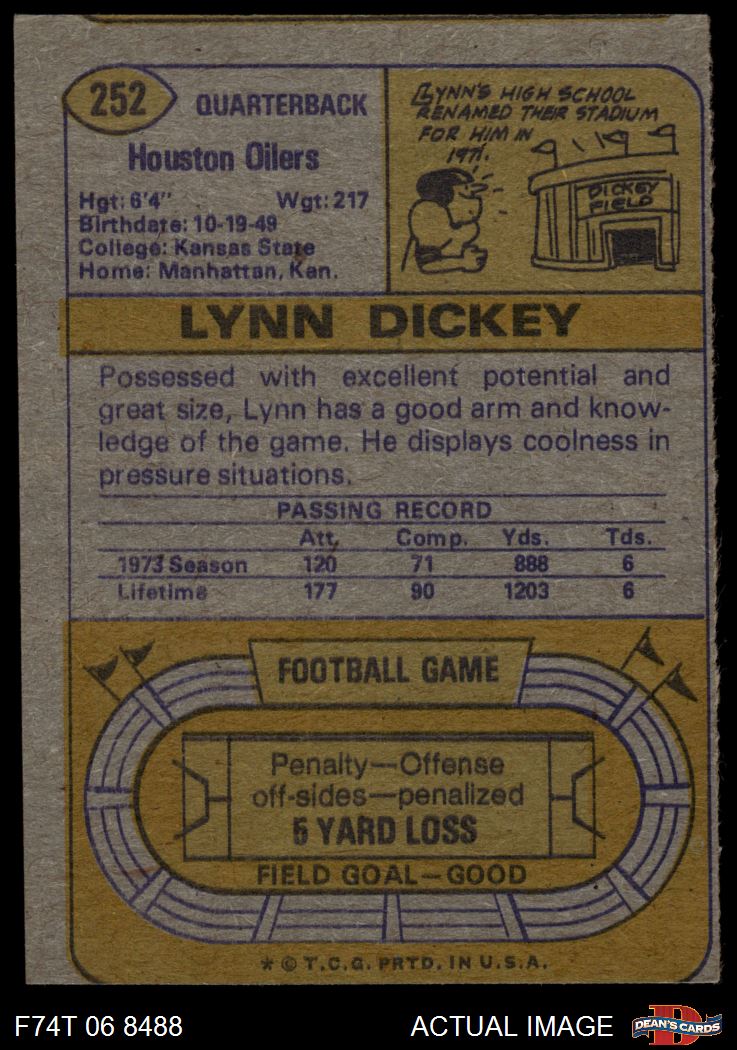 252
QUARTERBACK
Houston Oilers
Hgt: 6'4" Wgt: 217
Birthdate: 10-19-49
College: Kansas State
Home: Manhattan, Kan.
LYNN'S HIGH SCHOOL
RENAMED THEIR STADIUM
FOR HIM IN
1971.
DICKEY
FIELD
LYNN DICKEY
Possessed with excellent potential and
great size, Lynn has a good arm and know-
ledge of the game. He displays coolness in
pressure situations.
PASSING RECORD
Att. Comp. Yds. Tds.
1973 Season 120 71 888 6
Lifetime 177 90 1203 6
FOOTBALL GAME
Penalty—Offense
off-sides—penalized
5 YARD LOSS
FIELD GOAL—GOOD
* © T.C.G. PRTD. IN U.S.A.
F74T 06 8488
ACTUAL IMAGE
D
DEAN'S CARDS